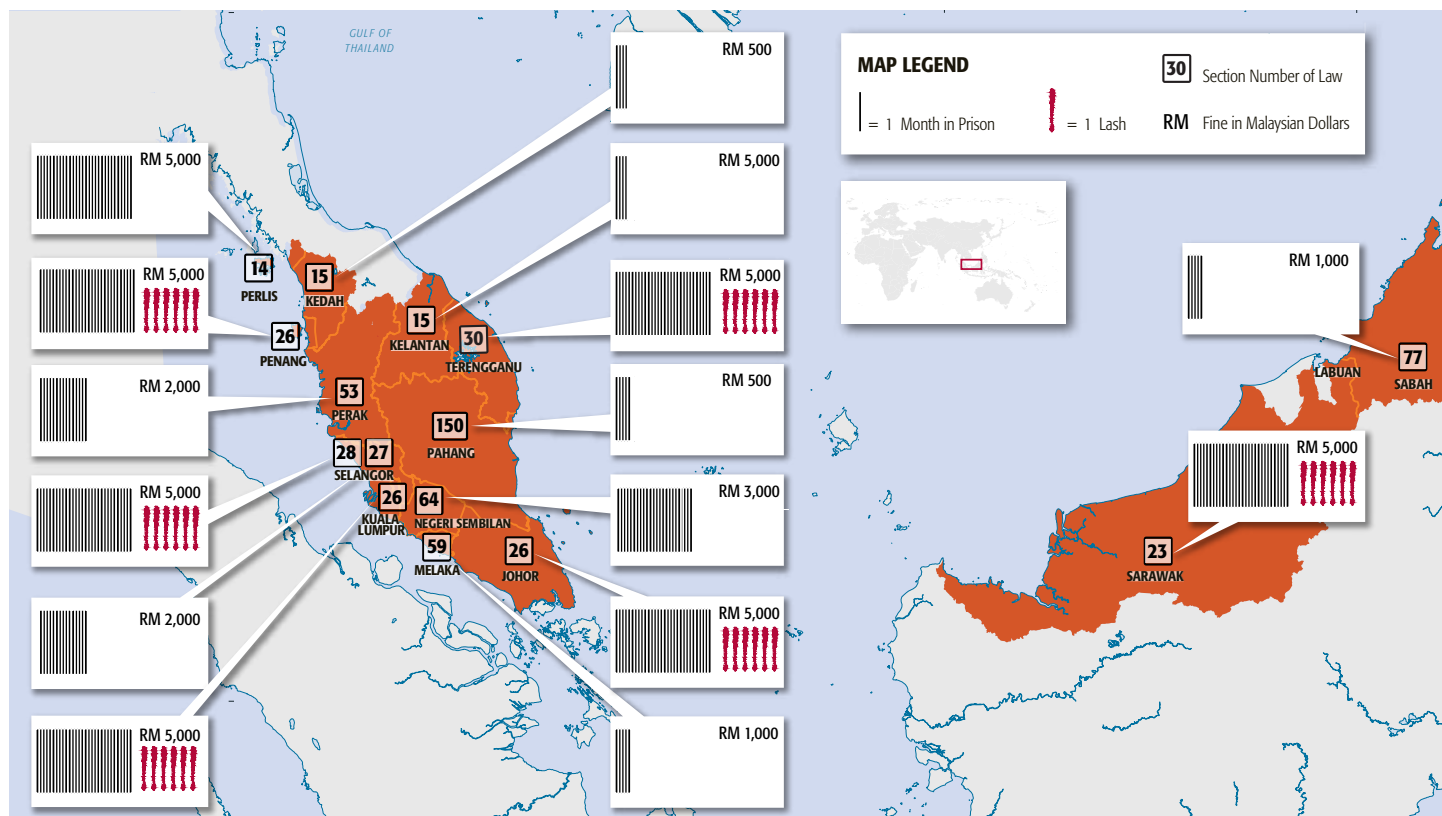 GULF OF
THAILAND
MAP LEGEND
= 1 Month in Prison
= 1 Lash
30 Section Number of Law
RM Fine in Malaysian Dollars
RM 5,000
RM 5,000
RM 2,000
RM 5,000
RM 2,000
RM 5,000
RM 500
RM 5,000
RM 5,000
RM 500
RM 3,000
RM 5,000
RM 1,000
14
PERLIS
15
KEDAH
26
PENANG
15
KELANTAN
30
TERENGGANU
53
PERAK
150
PAHANG
28
27
SELANGOR
26
KUALA
LUMPUR
64
NEGERI SEMBILAN
59
MELAKA
26
JOHOR
RM 1,000
LABUAN
77
SABAH
RM 5,000
23
SARAWAK